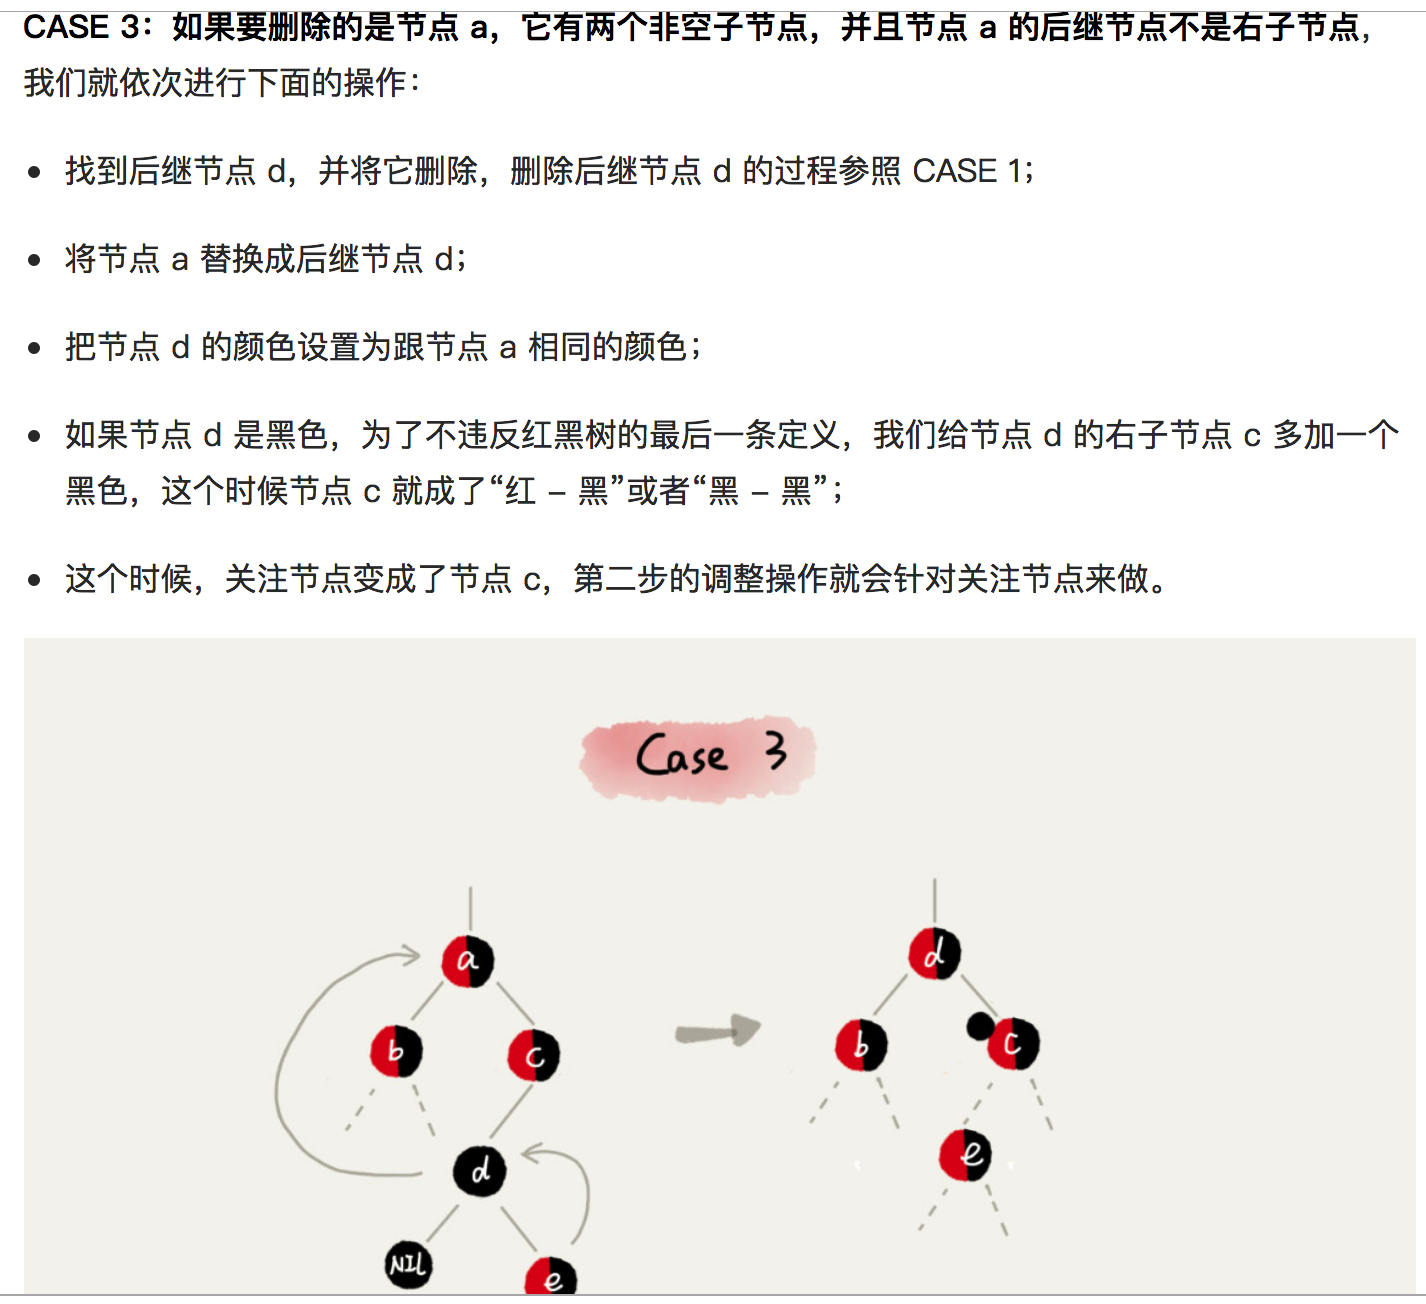 CASE 3：如果要删除的是节点 a，它有两个非空子节点，并且节点 a 的后继节点不是右子节点，
我们就依次进行下面的操作：
找到后继节点 d，并将它删除，删除后继节点 d 的过程参照 CASE 1；
将节点 a 替换成后继节点 d；
把节点 d 的颜色设置为跟节点 a 相同的颜色；
如果节点 d 是黑色，为了不违反红黑树的最后一条定义，我们给节点 d 的右子节点 c 多加一个
黑色，这个时候节点 c 就成了“红 – 黑”或者“黑 – 黑”；
这个时候，关注节点变成了节点 c，第二步的调整操作就会针对关注节点来做。
Case 3
a
b
c
d
NIL
e
d
b
c
e